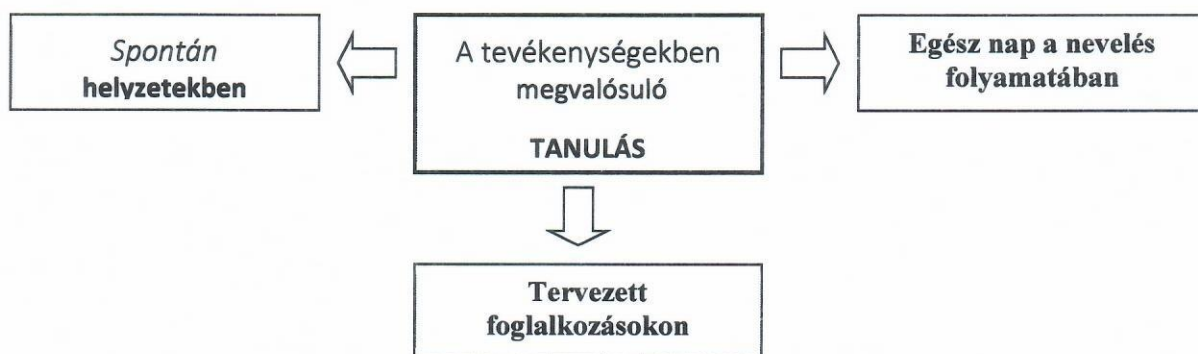 Spontán
helyzetekben
A tevékenységekben
megvalósuló
TANULÁS
Egész nap a nevelés
folyamatában
Tervezett
foglalkozásokon